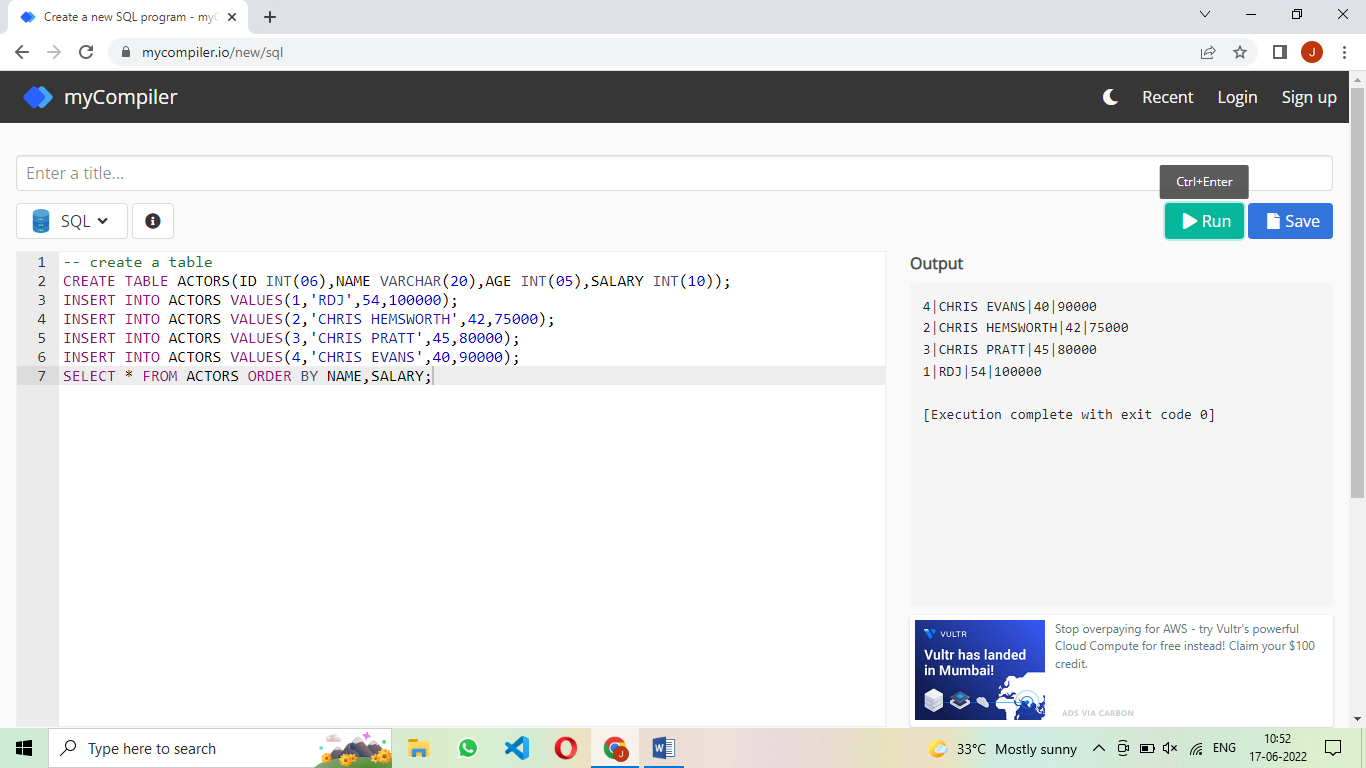 Create a new SQL program - myC
mycompiler.io/new/sql
J
myCompiler
Recent Login Sign up
Enter a title...
Ctrl+Enter
SQL
Run Save
1 -- create a table
2 CREATE TABLE ACTORS(ID INT(06),NAME VARCHAR(20),AGE INT(05),SALARY INT(10));
3 INSERT INTO ACTORS VALUES(1,'RDJ',54,100000);
4 INSERT INTO ACTORS VALUES(2,'CHRIS HEMSWORTH',42,75000);
5 INSERT INTO ACTORS VALUES(3,'CHRIS PRATT',45,80000);
6 INSERT INTO ACTORS VALUES(4,'CHRIS EVANS',40,90000);
7 SELECT * FROM ACTORS ORDER BY NAME,SALARY;
Output
4|CHRIS EVANS|40|90000
2|CHRIS HEMSWORTH|42|75000
3|CHRIS PRATT|45|80000
1|RDJ|54|100000
[Execution complete with exit code 0]
VULTR
Vultr has landed
in Mumbai!
Stop overpaying for AWS - try Vultr's powerful
Cloud Compute for free instead! Claim your $100
credit.
ADS VIA CARBON
Type here to search
J
W
33°C Mostly sunny
ENG
10:52
17-06-2022